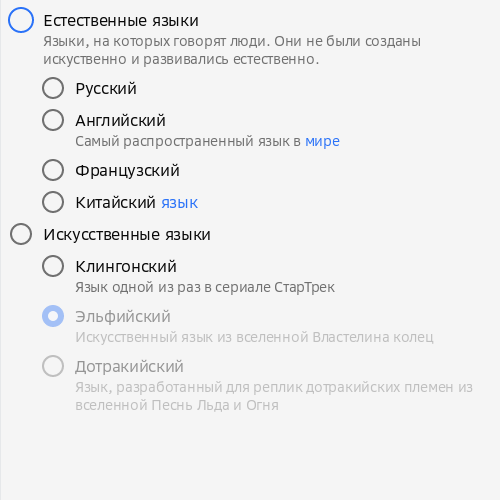 Естественные языки
Языки, на которых говорят люди. Они не были созданы
искуственно и развивались естественно.
Русский
Английский
Самый распространенный язык в мире
Французский
Китайский язык
Искусственные языки
Клингонский
Язык одной из раз в сериале СтарТрек
Эльфийский
Искусственный язык из вселенной Властелина колец
Дотракийский
Язык, разработанный для реплик дотракийских племен из
вселенной Песнь Льда и Огня